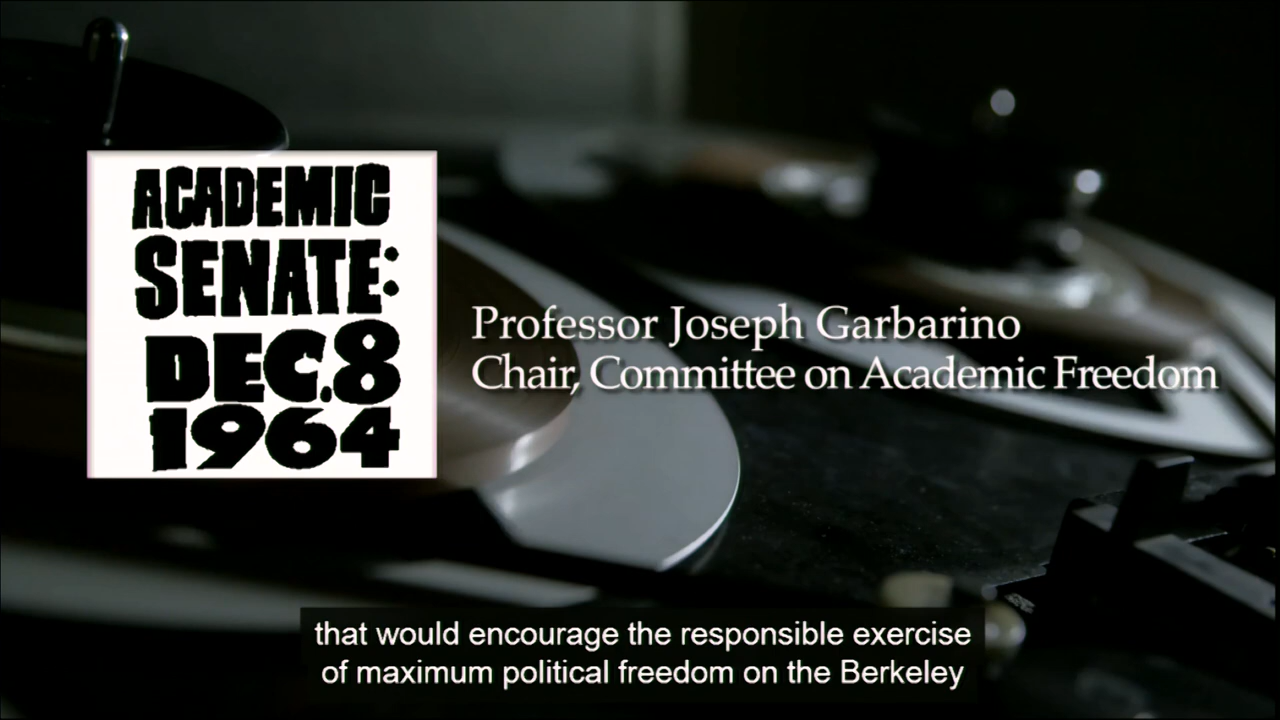 ACADEMIC
SENATE:
DEC.8
1964
Professor Joseph Garbarino
Chair, Committee on Academic Freedom
that would encourage the responsible exercise
of maximum political freedom on the Berkeley